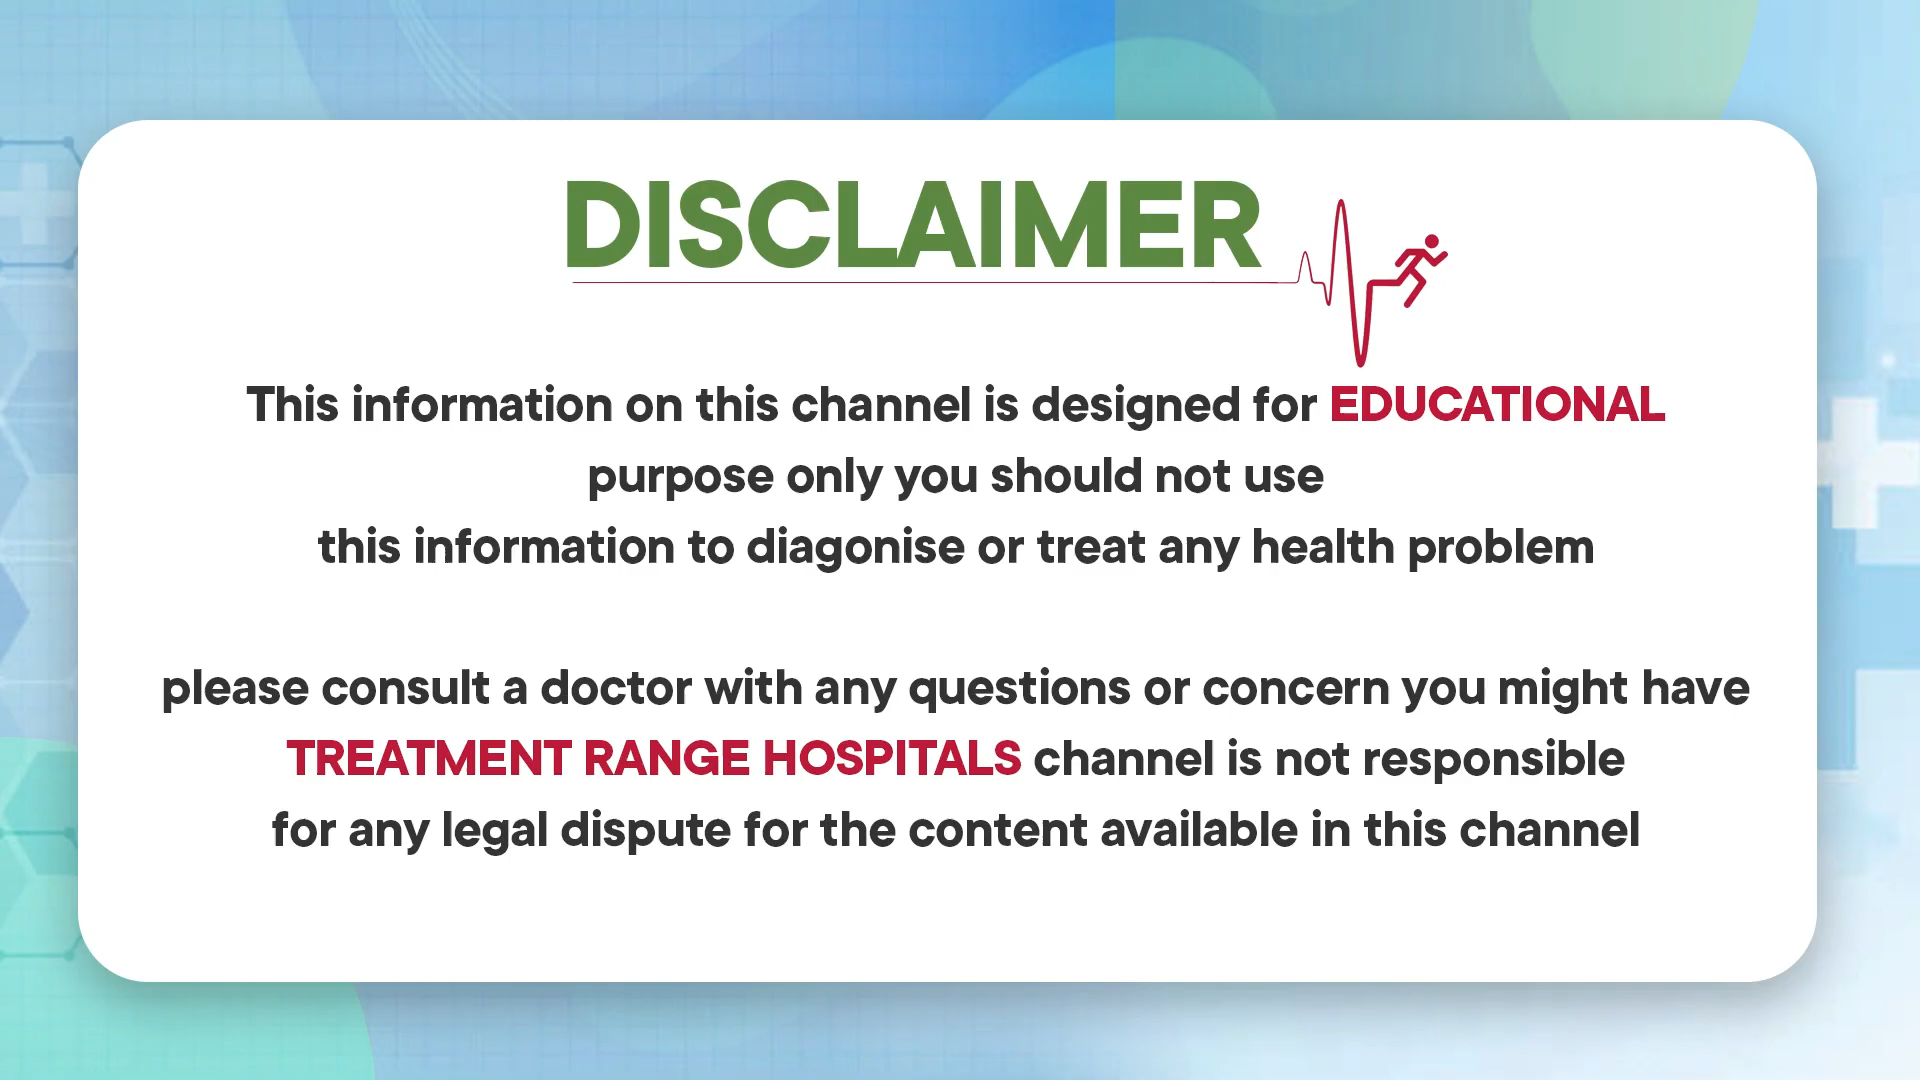 DISCLAIMER
This information on this channel is designed for EDUCATIONAL
purpose only you should not use
this information to diagonise or treat any health problem
please consult a doctor with any questions or concern you might have
TREATMENT RANGE HOSPITALS channel is not responsible
for any legal dispute for the content available in this channel